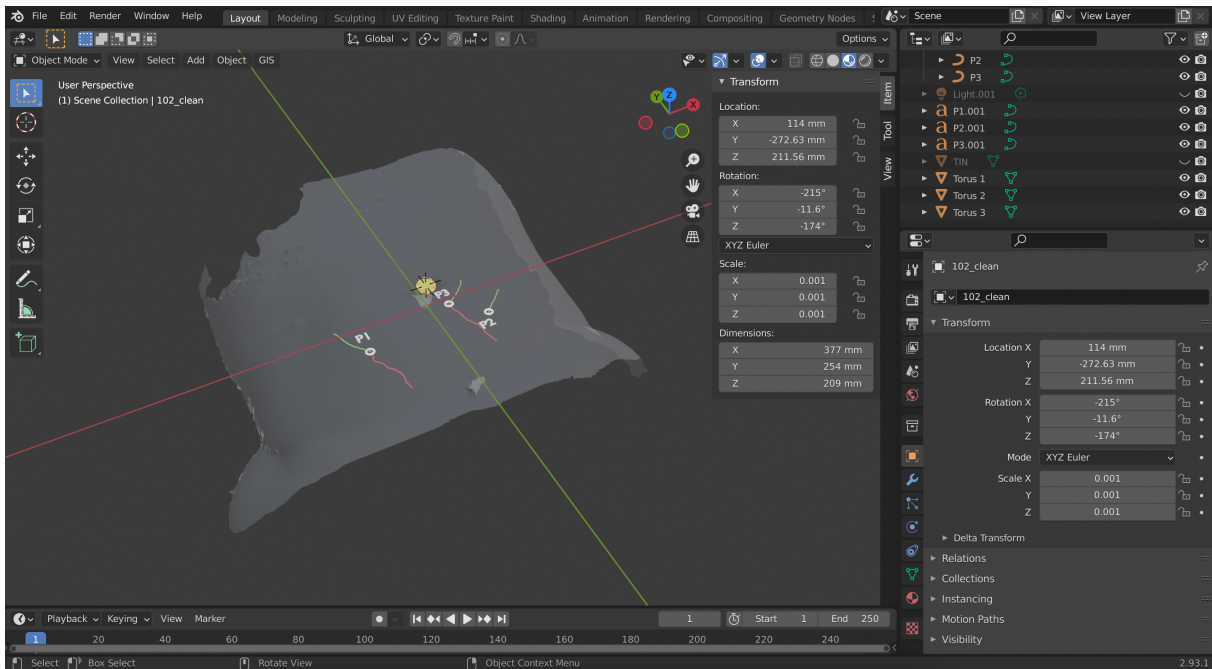 File Edit Render Window Help Layout Modeling Sculpting UV Editing Texture Paint Shading Animation Rendering Compositing Geometry Nodes Scene View Layer
Global Options
Object Mode View Select Add Object GIS
User Perspective
(1) Scene Collection | 102_clean
Z
Y
X
P1
P2
P3
Transform
Location:
X 114 mm
Y -272.63 mm
Z 211.56 mm
Rotation:
X -215°
Y -11.6°
Z -174°
XYZ Euler
Scale:
X 0.001
Y 0.001
Z 0.001
Dimensions:
X 377 mm
Y 254 mm
Z 209 mm
Item
Tool
View
P2
P3
Light.001
P1.001
P2.001
P3.001
TIN
Torus 1
Torus 2
Torus 3
102_clean
102_clean
Transform
Location X 114 mm
Y -272.63 mm
Z 211.56 mm
Rotation X -215°
Y -11.6°
Z -174°
Mode XYZ Euler
Scale X 0.001
Y 0.001
Z 0.001
Delta Transform
Relations
Collections
Instancing
Motion Paths
Visibility
Playback Keying View Marker 1 Start 1 End 250
1 20 40 60 80 100 120 140 160 180 200 220 240
Select Box Select Rotate View Object Context Menu 2.93.1